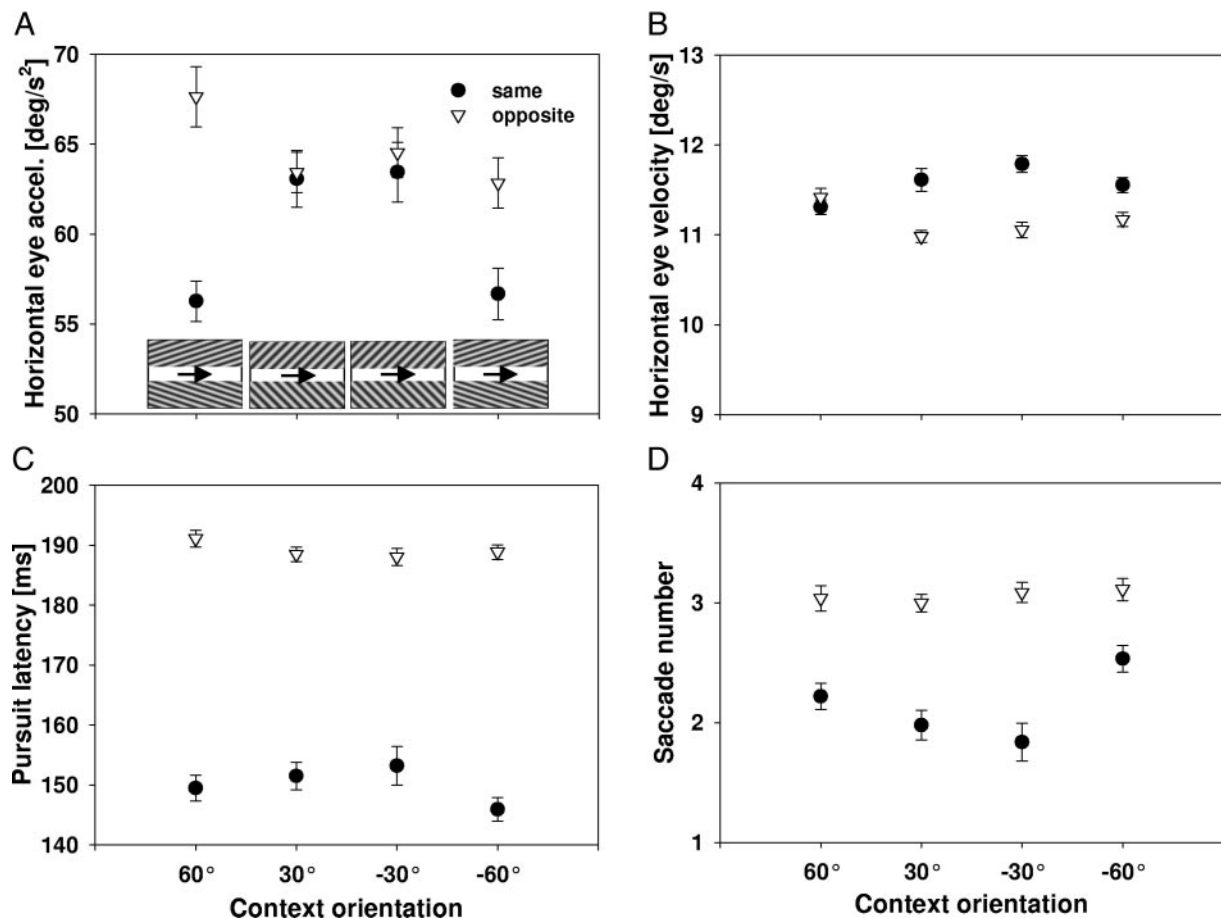 A
Horizontal eye accel. [deg/s²]
70
65
60
55
50
same
opposite
B
Horizontal eye velocity [deg/s]
13
12
11
10
9
C
Pursuit latency [ms]
200
190
180
170
160
150
140
60° 30° -30° -60°
Context orientation
D
Saccade number
4
3
2
1
60° 30° -30° -60°
Context orientation